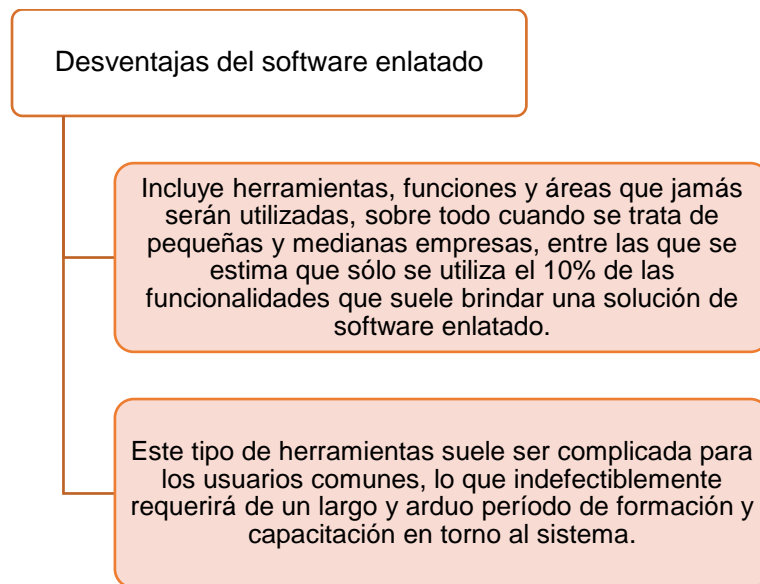 Desventajas del software enlatado
Incluye herramientas, funciones y áreas que jamás
serán utilizadas, sobre todo cuando se trata de
pequeñas y medianas empresas, entre las que se
estima que sólo se utiliza el 10% de las
funcionalidades que suele brindar una solución de
software enlatado.
Este tipo de herramientas suele ser complicada para
los usuarios comunes, lo que indefectiblemente
requerirá de un largo y arduo período de formación y
capacitación en torno al sistema.